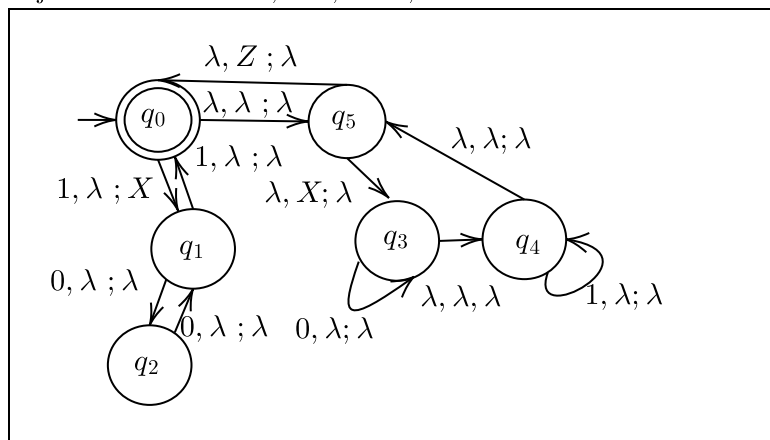 λ, Z ; λ
λ, λ ; λ
q0
q5
1, λ ; λ
λ, λ; λ
1, λ ; X
λ, X; λ
q1
q3
q4
0, λ ; λ
λ, λ, λ
1, λ; λ
0, λ ; λ
0, λ; λ
q2